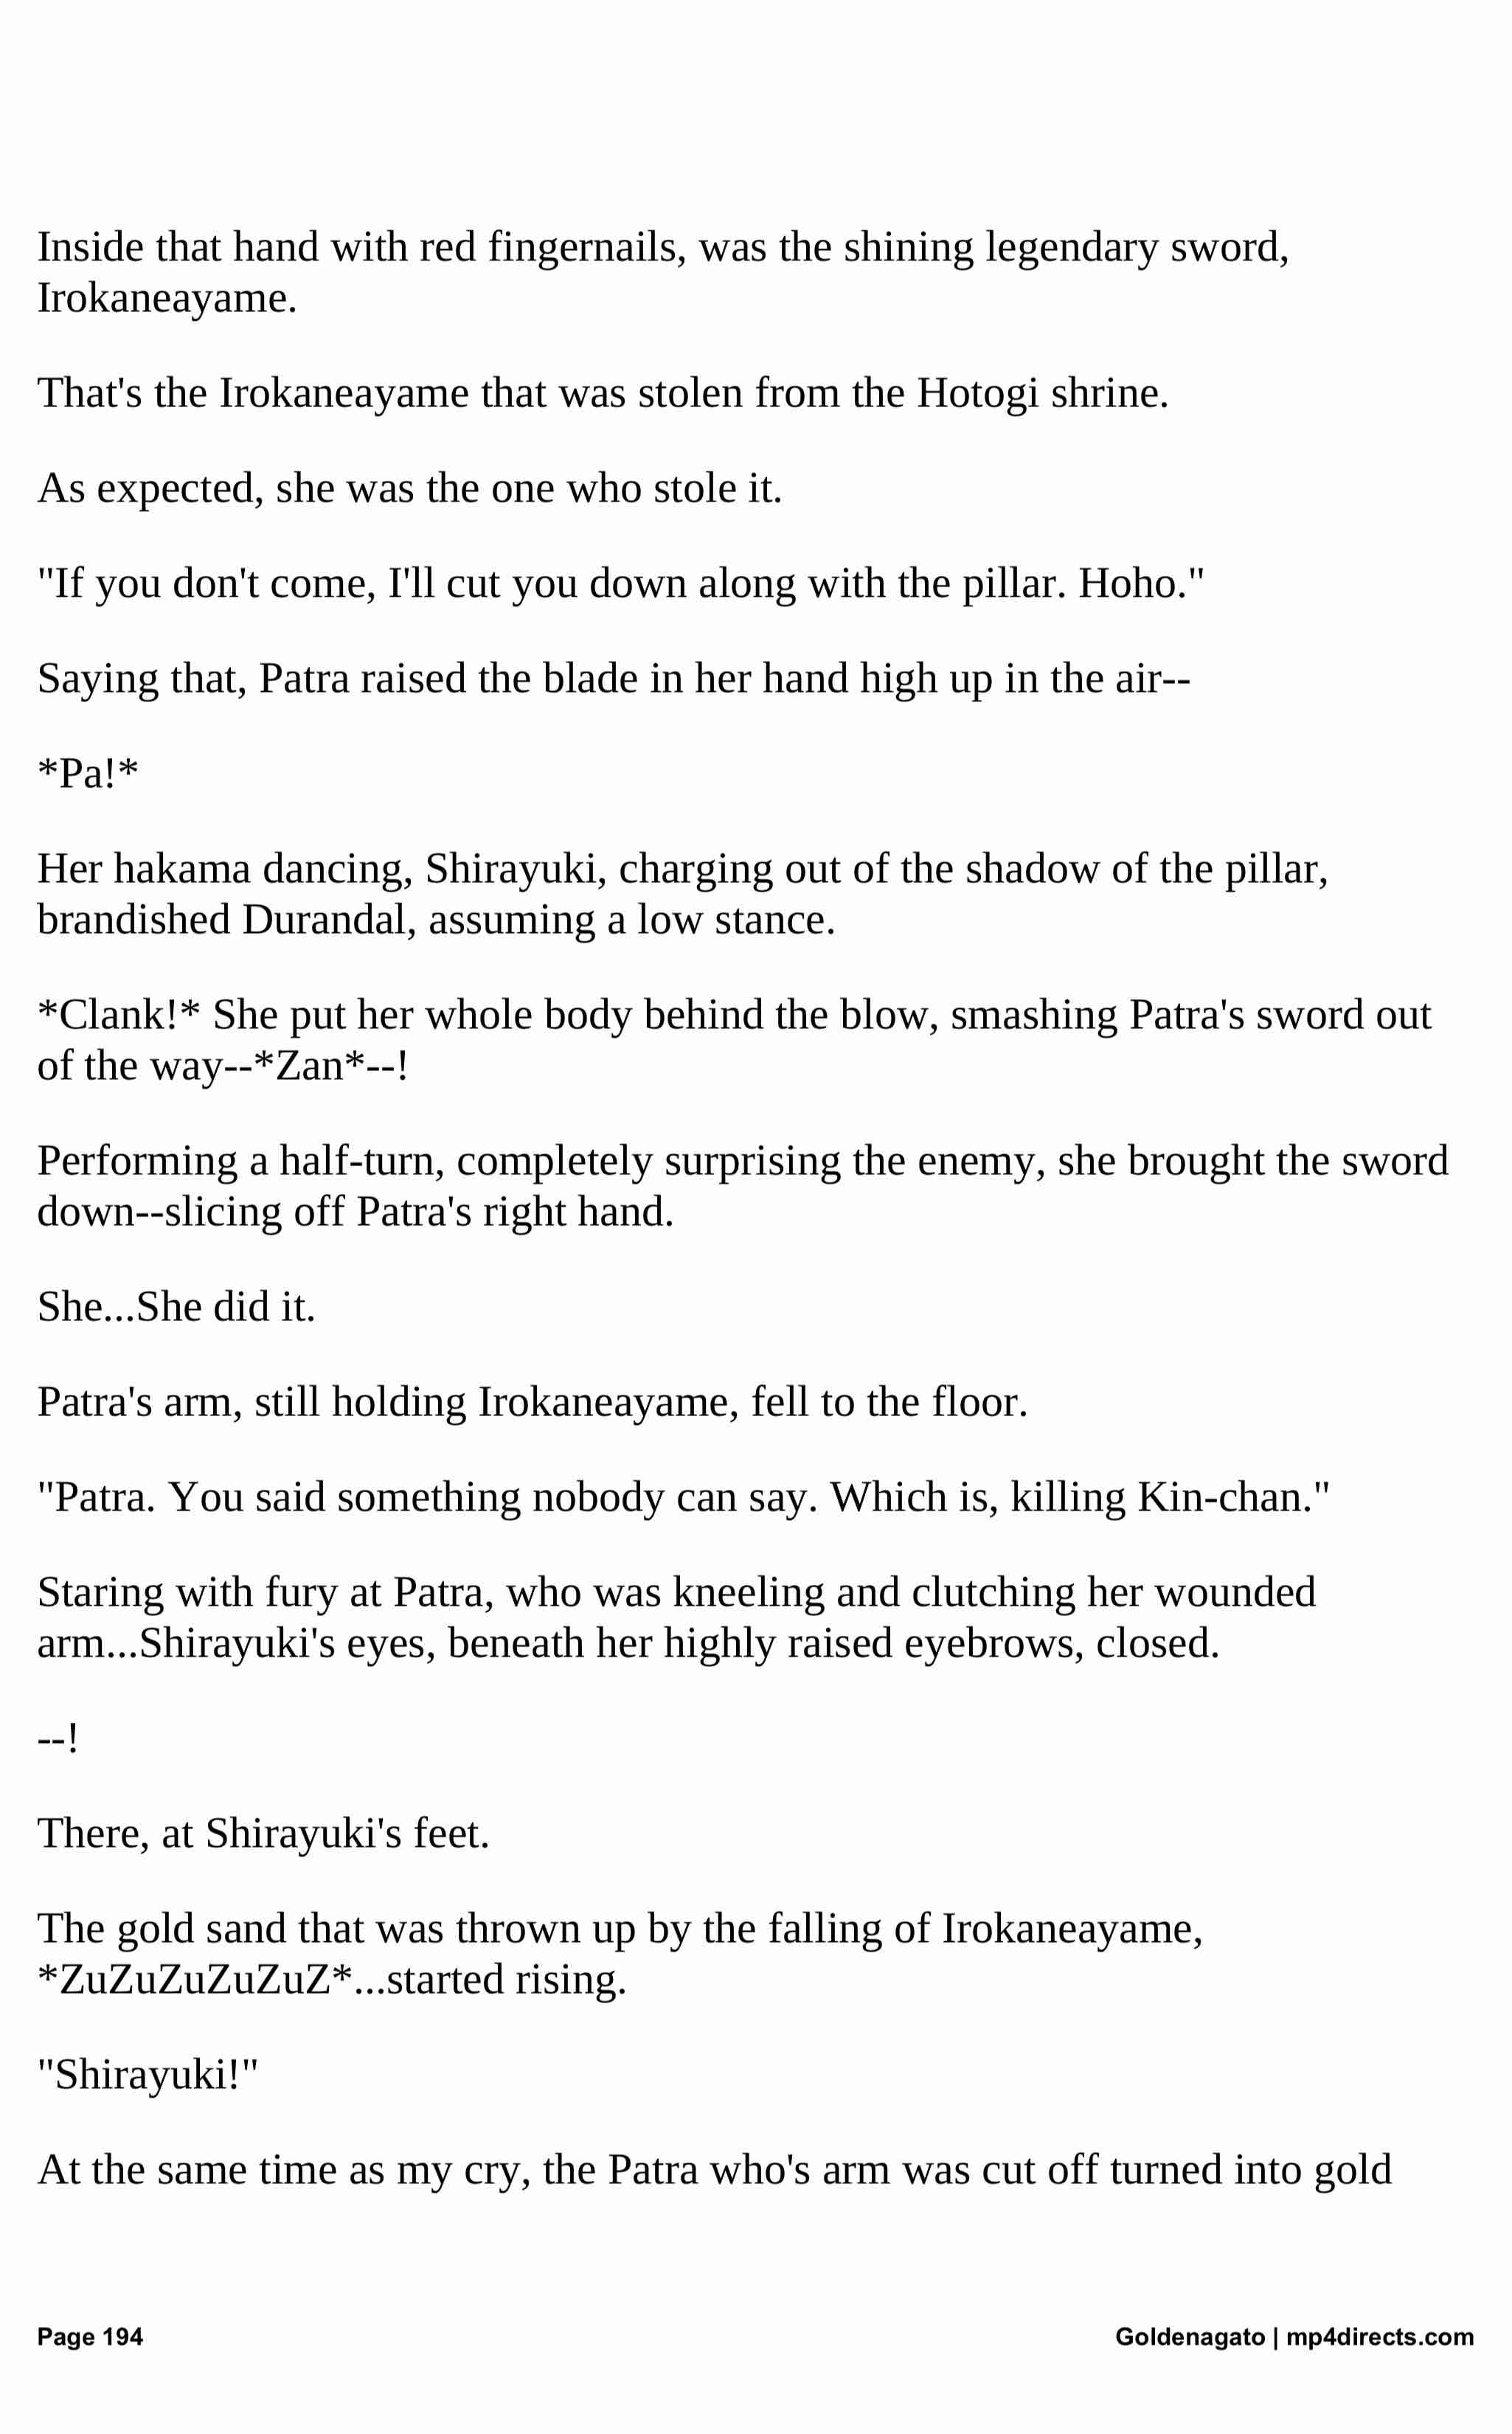 Inside that hand with red fingernails, was the shining legendary sword,
Irokaneayame.
That's the Irokaneayame that was stolen from the Hotogi shrine.
As expected, she was the one who stole it.
"If you don't come, I'll cut you down along with the pillar. Hoho."
Saying that, Patra raised the blade in her hand high up in the air--
*Pa!*
Her hakama dancing, Shirayuki, charging out of the shadow of the pillar,
brandished Durandal, assuming a low stance.
*Clank!* She put her whole body behind the blow, smashing Patra's sword out
of the way--*Zan*--!
Performing a half-turn, completely surprising the enemy, she brought the sword
down--slicing off Patra's right hand.
She...She did it.
Patra's arm, still holding Irokaneayame, fell to the floor.
"Patra. You said something nobody can say. Which is, killing Kin-chan."
Staring with fury at Patra, who was kneeling and clutching her wounded
arm...Shirayuki's eyes, beneath her highly raised eyebrows, closed.
--!
There, at Shirayuki's feet.
The gold sand that was thrown up by the falling of Irokaneayame,
*ZuZuZuZuZuZ*...started rising.
"Shirayuki!"
At the same time as my cry, the Patra who's arm was cut off turned into gold
Page 194
Goldenagato | mp4directs.com